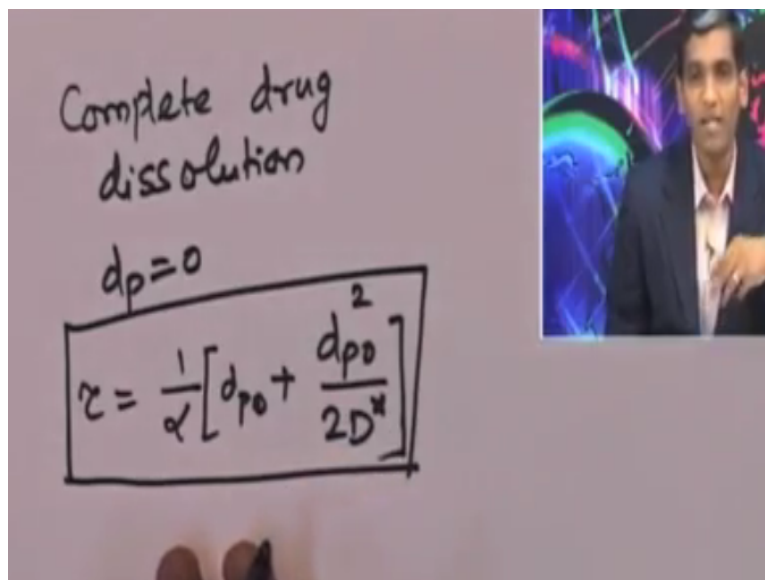 Complete drug
dissolution
dp=0
τ = 1/α [dp0 + dp0²/2D*]